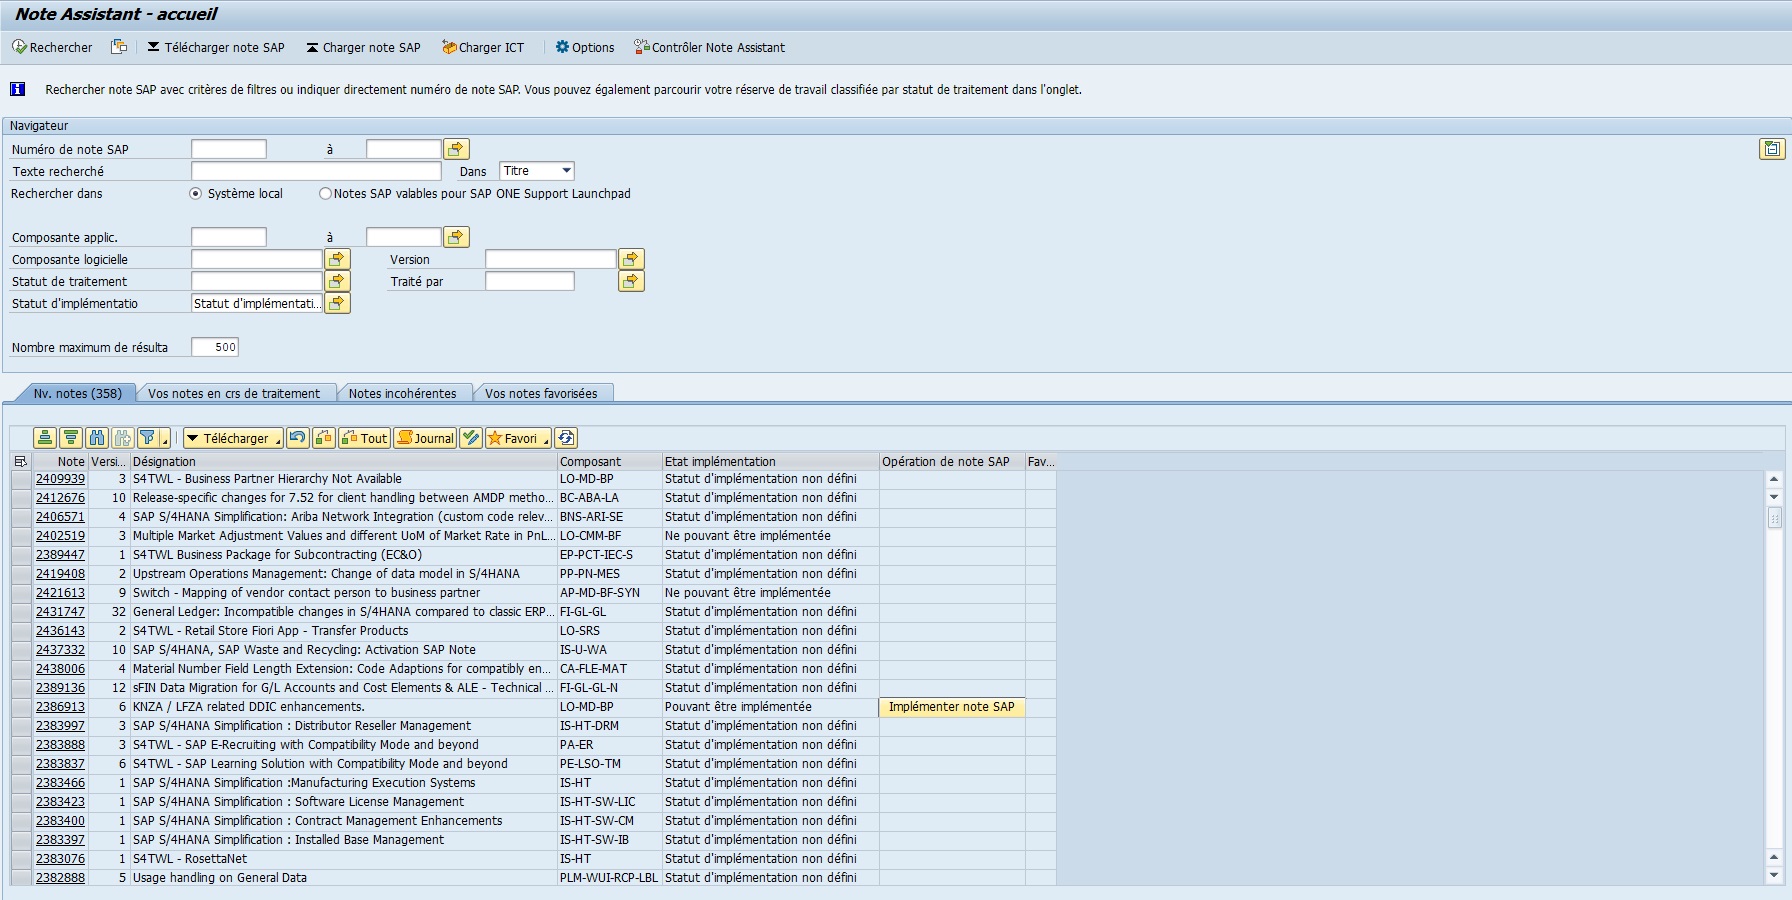 Note Assistant - accueil
Rechercher Télécharger note SAP Charger note SAP Charger ICT Options Contrôler Note Assistant
Rechercher note SAP avec critères de filtres ou indiquer directement numéro de note SAP. Vous pouvez également parcourir votre réserve de travail classifiée par statut de traitement dans l'onglet.
Navigateur
Numéro de note SAP à
Texte recherché Dans Titre
Rechercher dans Système local Notes SAP valables pour SAP ONE Support Launchpad
Composante applic. à
Composante logicielle Version
Statut de traitement Traité par
Statut d'implémentatio Statut d'implémentati...
Nombre maximum de résulta 500
Nv. notes (358) Vos notes en crs de traitement Notes incohérentes Vos notes favorisées
Télécharger Tout Journal Favori
Note Versi... Désignation Composant Etat implémentation Opération de note SAP Fav...
2409939 3 S4TWL - Business Partner Hierarchy Not Available LO-MD-BP Statut d'implémentation non défini
2412676 10 Release-specific changes for 7.52 for client handling between AMDP metho... BC-ABA-LA Statut d'implémentation non défini
2406571 4 SAP S/4HANA Simplification: Ariba Network Integration (custom code relev... BNS-ARI-SE Statut d'implémentation non défini
2402519 3 Multiple Market Adjustment Values and different UoM of Market Rate in PnL... LO-CMM-BF Ne pouvant être implémentée
2389447 1 S4TWL Business Package for Subcontracting (EC&O) EP-PCT-IEC-S Statut d'implémentation non défini
2419408 2 Upstream Operations Management: Change of data model in S/4HANA PP-PN-MES Statut d'implémentation non défini
2421613 9 Switch - Mapping of vendor contact person to business partner AP-MD-BF-SYN Ne pouvant être implémentée
2431747 32 General Ledger: Incompatible changes in S/4HANA compared to classic ERP... FI-GL-GL Statut d'implémentation non défini
2436143 2 S4TWL - Retail Store Fiori App - Transfer Products LO-SRS Statut d'implémentation non défini
2437332 10 SAP S/4HANA, SAP Waste and Recycling: Activation SAP Note IS-U-WA Statut d'implémentation non défini
2438006 4 Material Number Field Length Extension: Code Adaptions for compatibly en... CA-FLE-MAT Statut d'implémentation non défini
2389136 12 sFIN Data Migration for G/L Accounts and Cost Elements & ALE - Technical ... FI-GL-GL-N Statut d'implémentation non défini
2386913 6 KNZA / LFZA related DDIC enhancements. LO-MD-BP Pouvant être implémentée Implémenter note SAP
2383997 3 SAP S/4HANA Simplification : Distributor Reseller Management IS-HT-DRM Statut d'implémentation non défini
2383888 3 S4TWL - SAP E-Recruiting with Compatibility Mode and beyond PA-ER Statut d'implémentation non défini
2383837 6 S4TWL - SAP Learning Solution with Compatibility Mode and beyond PE-LSO-TM Statut d'implémentation non défini
2383466 1 SAP S/4HANA Simplification :Manufacturing Execution Systems IS-HT Statut d'implémentation non défini
2383423 1 SAP S/4HANA Simplification : Software License Management IS-HT-SW-LIC Statut d'implémentation non défini
2383400 1 SAP S/4HANA Simplification : Contract Management Enhancements IS-HT-SW-CM Statut d'implémentation non défini
2383397 1 SAP S/4HANA Simplification : Installed Base Management IS-HT-SW-IB Statut d'implémentation non défini
2383076 1 S4TWL - RosettaNet IS-HT Statut d'implémentation non défini
2382888 5 Usage handling on General Data PLM-WUI-RCP-LBL Statut d'implémentation non défini